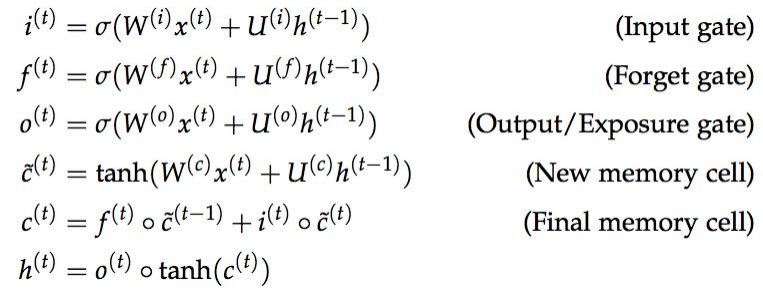 i^(t) = σ(W^(i)x^(t) + U^(i)h^(t−1)) (Input gate)
f^(t) = σ(W^(f)x^(t) + U^(f)h^(t−1)) (Forget gate)
o^(t) = σ(W^(o)x^(t) + U^(o)h^(t−1)) (Output/Exposure gate)
c̃^(t) = tanh(W^(c)x^(t) + U^(c)h^(t−1)) (New memory cell)
c^(t) = f^(t) ∘ c̃^(t−1) + i^(t) ∘ c̃^(t) (Final memory cell)
h^(t) = o^(t) ∘ tanh(c^(t))